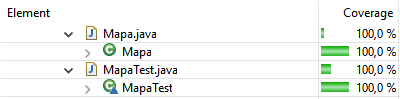 Element Coverage
Mapa.java 100,0 %
Mapa 100,0 %
MapaTest.java 100,0 %
MapaTest 100,0 %